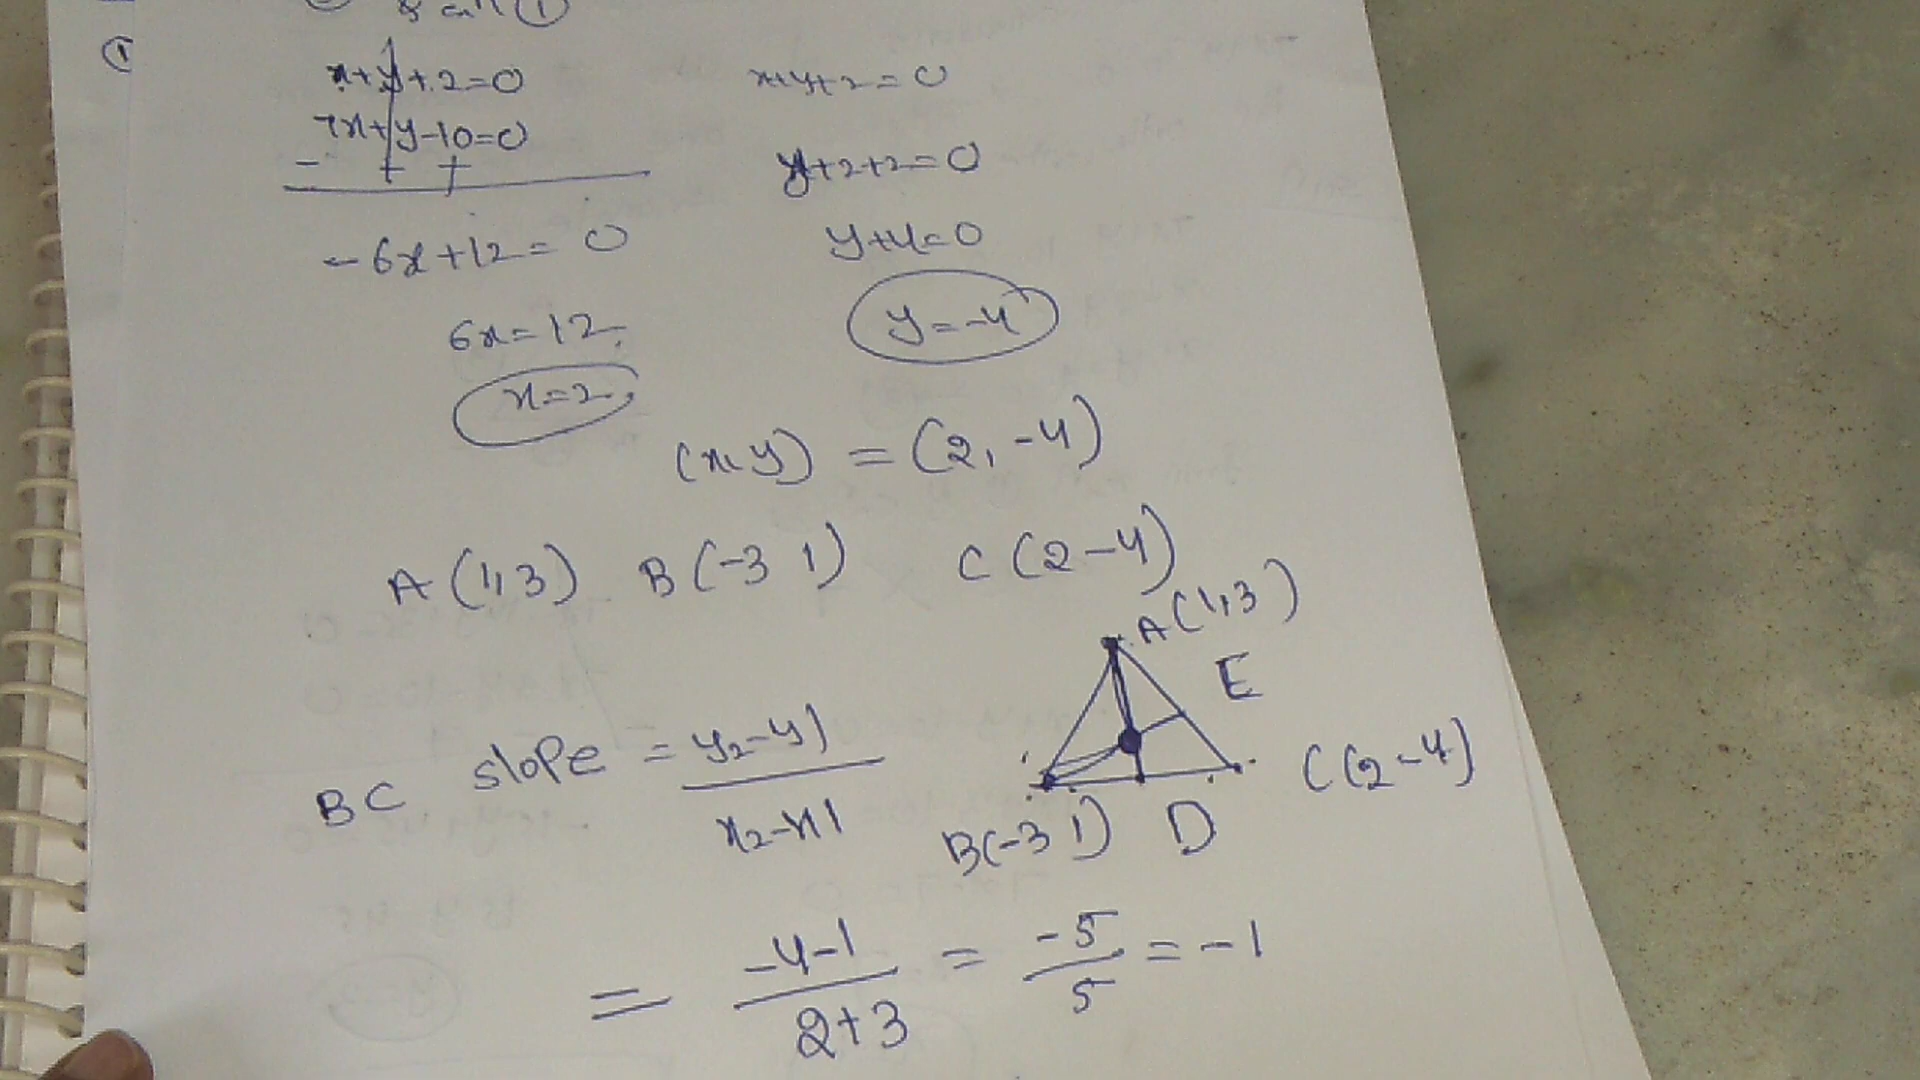 ①
x+y+2=0
7x+y-10=0
- - +
-6x+12=0
6x=12
x=2
x+y+2=0
y+2+2=0
y+4=0
y=-4
(x, y) = (2, -4)
A (1, 3) B (-3 1) C (2 -4)
A (1, 3)
E
C (2 -4)
B (-3 1) D
BC slope = y2-y1 / x2-x1
= -4-1 / 2+3 = -5 / 5 = -1